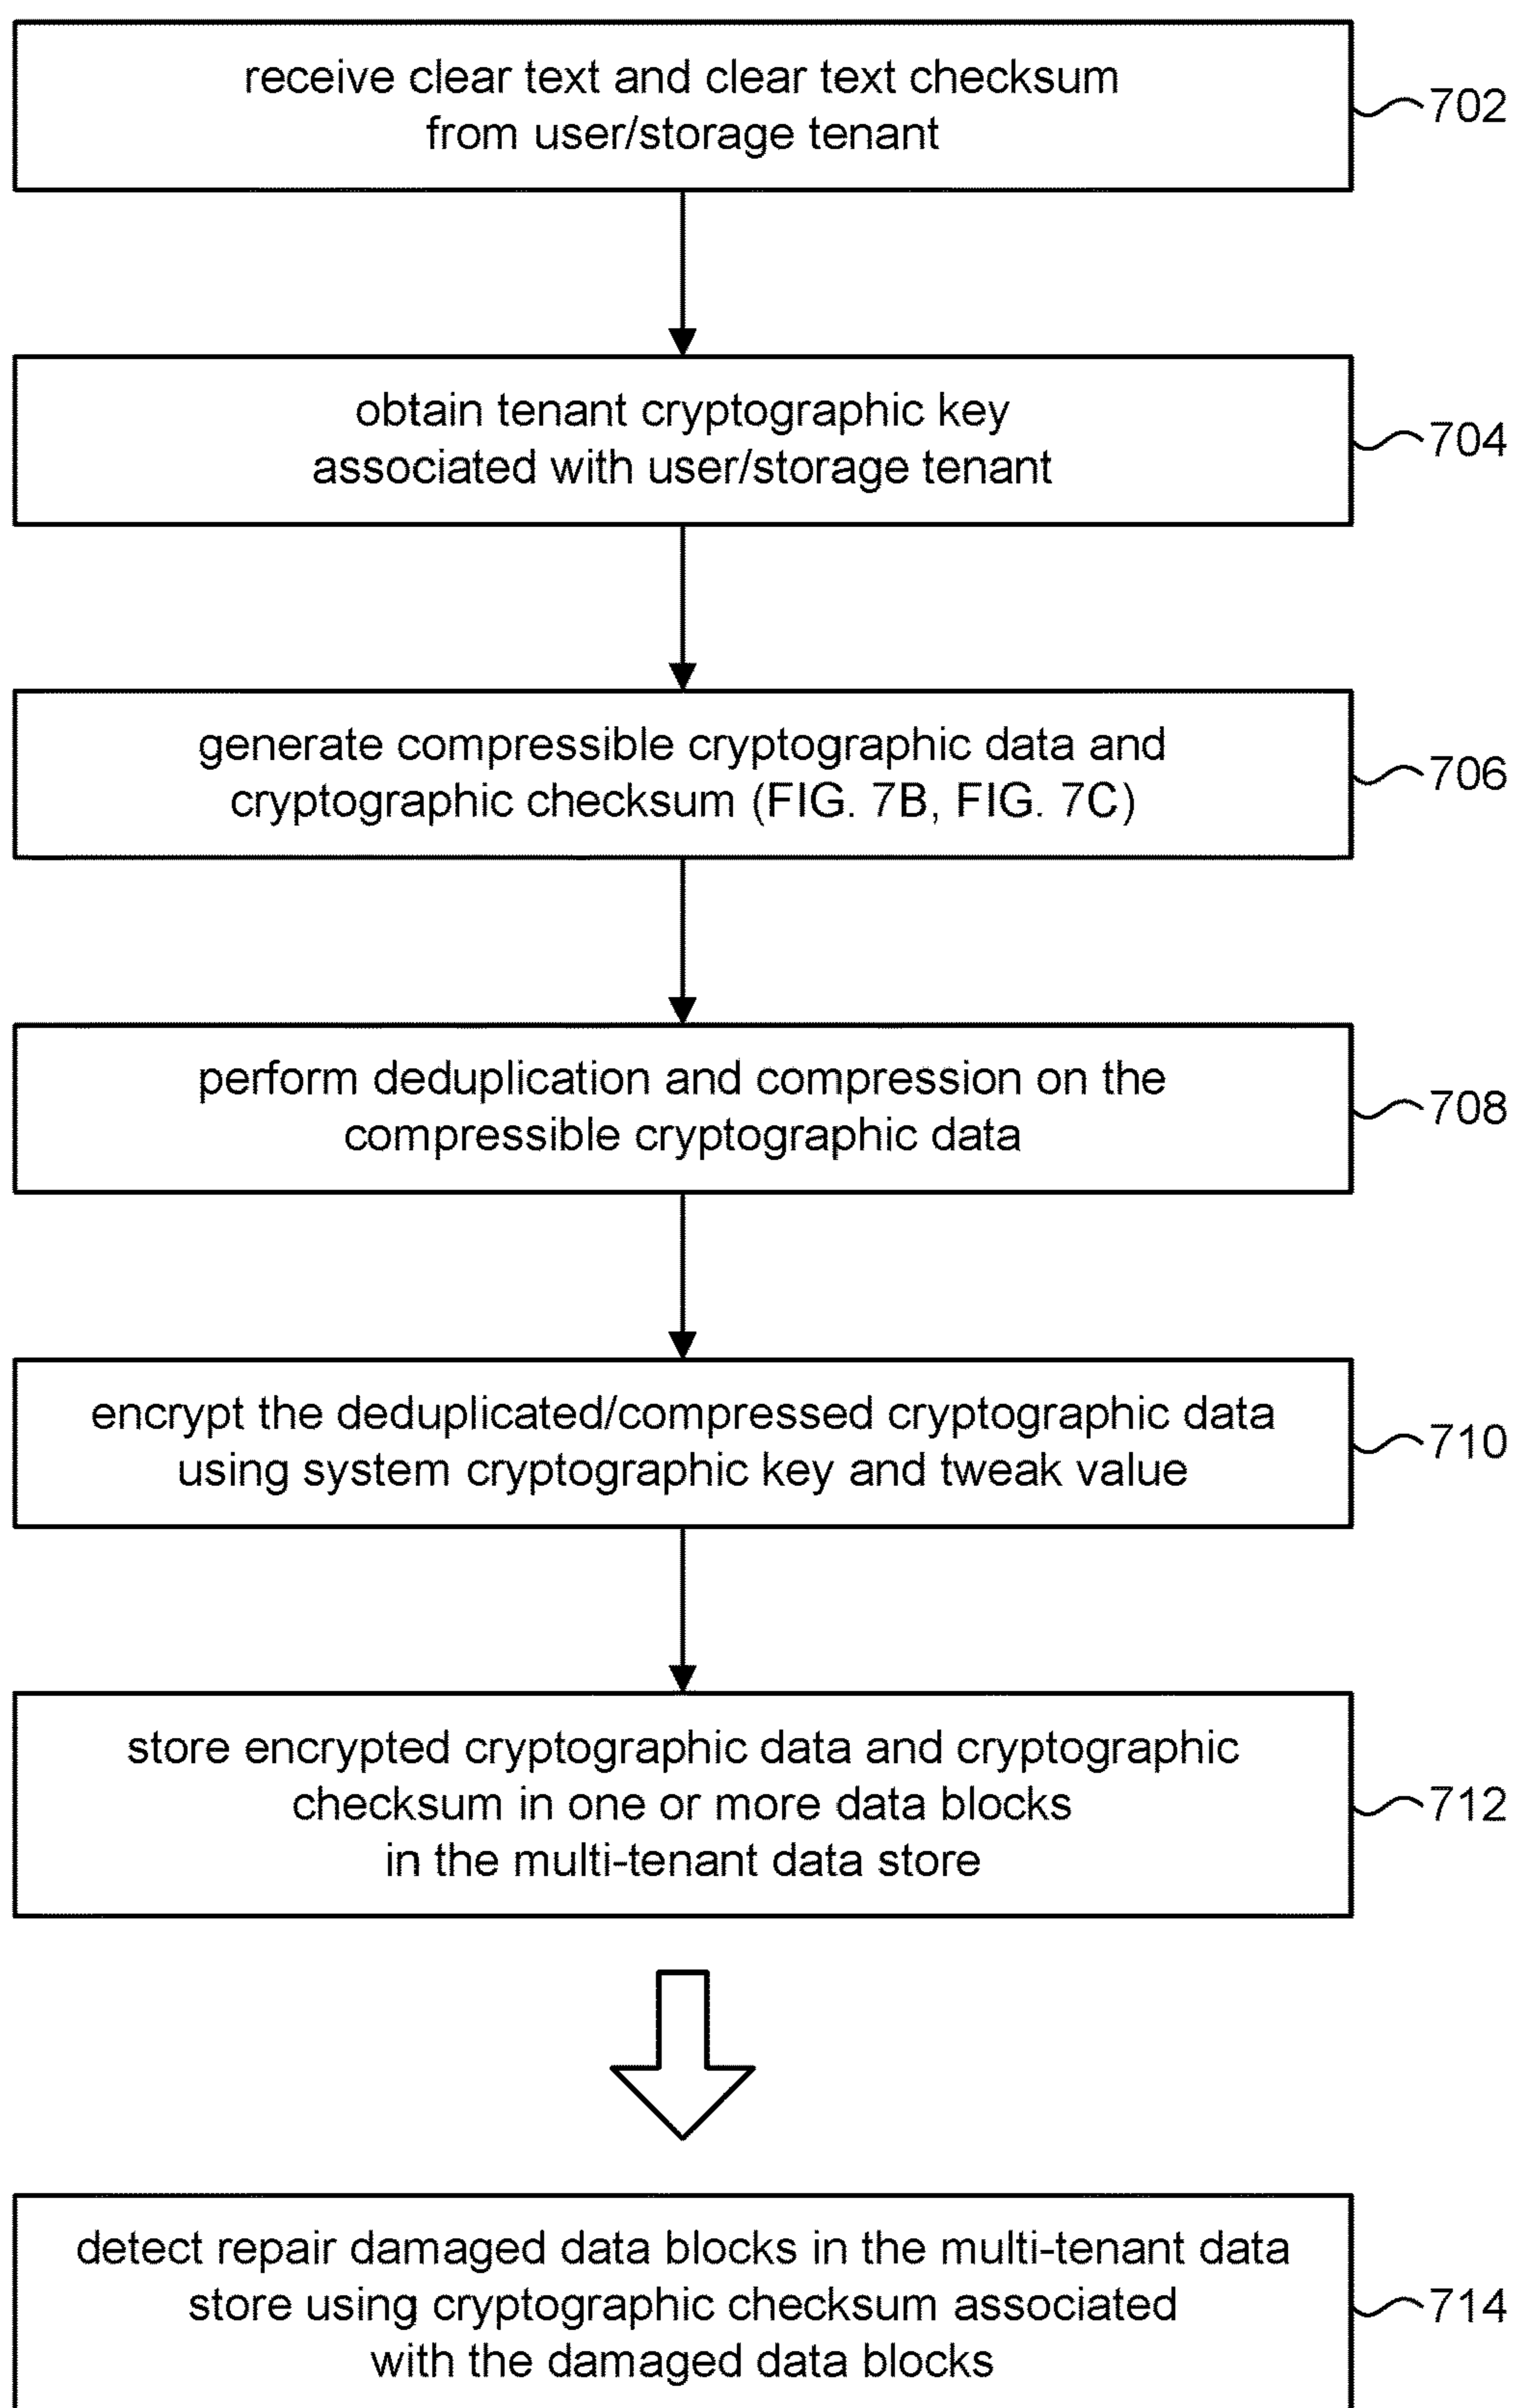 receive clear text and clear text checksum
from user/storage tenant
702
obtain tenant cryptographic key
associated with user/storage tenant
704
generate compressible cryptographic data and
cryptographic checksum (FIG. 7B, FIG. 7C)
706
perform deduplication and compression on the
compressible cryptographic data
708
encrypt the deduplicated/compressed cryptographic data
using system cryptographic key and tweak value
710
store encrypted cryptographic data and cryptographic
checksum in one or more data blocks
in the multi-tenant data store
712
detect repair damaged data blocks in the multi-tenant data
store using cryptographic checksum associated
with the damaged data blocks
714